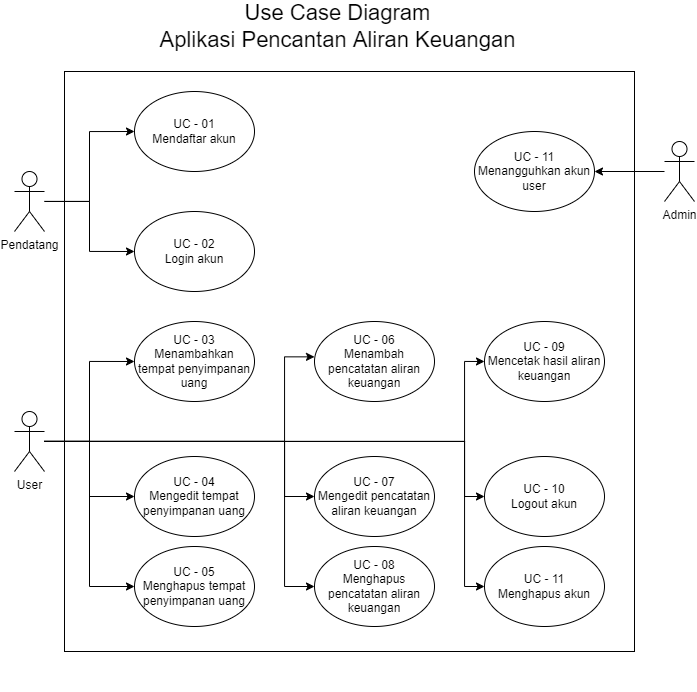 Use Case Diagram
Aplikasi Pencantan Aliran Keuangan
UC - 01
Mendaftar akun
UC - 11
Menangguhkan akun
user
Admin
Pendatang
UC - 02
Login akun
UC - 03
Menambahkan
tempat penyimpanan
uang
UC - 06
Menambah
pencatatan aliran
keuangan
UC - 09
Mencetak hasil aliran
keuangan
User
UC - 04
Mengedit tempat
penyimpanan uang
UC - 07
Mengedit pencatatan
aliran keuangan
UC - 10
Logout akun
UC - 05
Menghapus tempat
penyimpanan uang
UC - 08
Menghapus
pencatatan aliran
keuangan
UC - 11
Menghapus akun